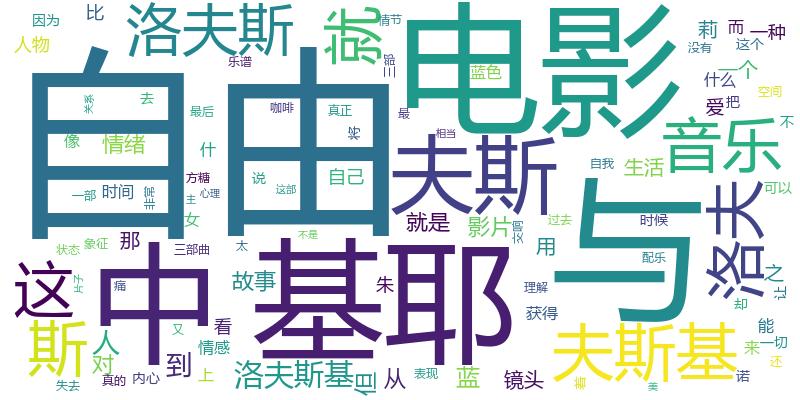 因为
比
洛夫斯
就
情节
电影
莉
而
一种
人物
没有
这个
乐谱
三部
自由
蓝色
什么
一个
空间
关系
去
最后
咖啡
真正
最
爱
把
像
情绪
什
将
相当
音乐
不
方糖
说
自己
夫斯
自我
生活
可以
一部
时间
非常
主
心理
这部
与
洛夫
女
就是
影片
过去
时候
状态
象征
那
三部曲
太
不是
用
配乐
之
这
片子
中
基耶
痛
故事
朱
理解
让
获得
却
斯
人
又
看
能
一切
对
到
情感
夫斯基
来
还
失去
真的
内心
上
洛夫斯基
但
从
表现
蓝
镜头
美
诺